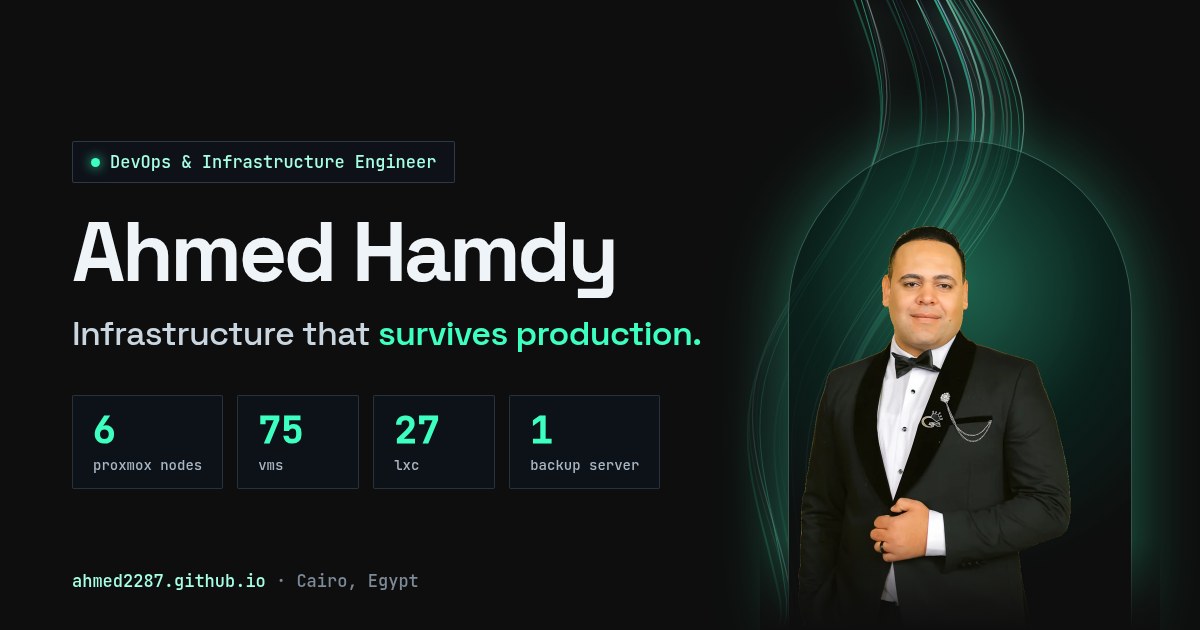 DevOps & Infrastructure Engineer
Ahmed Hamdy
Infrastructure that survives production.
6
proxmox nodes
75
vms
27
lxc
1
backup server
ahmed2287.github.io · Cairo, Egypt